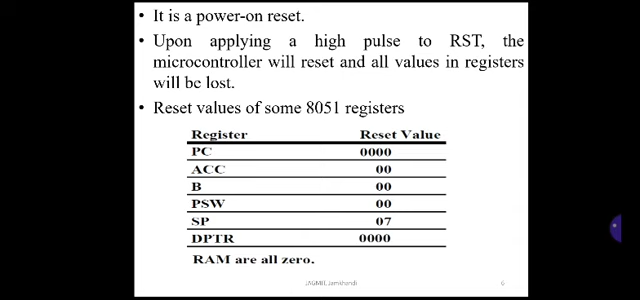 • It is a power-on reset.
• Upon applying a high pulse to RST, the
microcontroller will reset and all values in registers
will be lost.
• Reset values of some 8051 registers
Register Reset Value
PC 0000
ACC 00
B 00
PSW 00
SP 07
DPTR 0000
RAM are all zero.
Jamkhandi 6